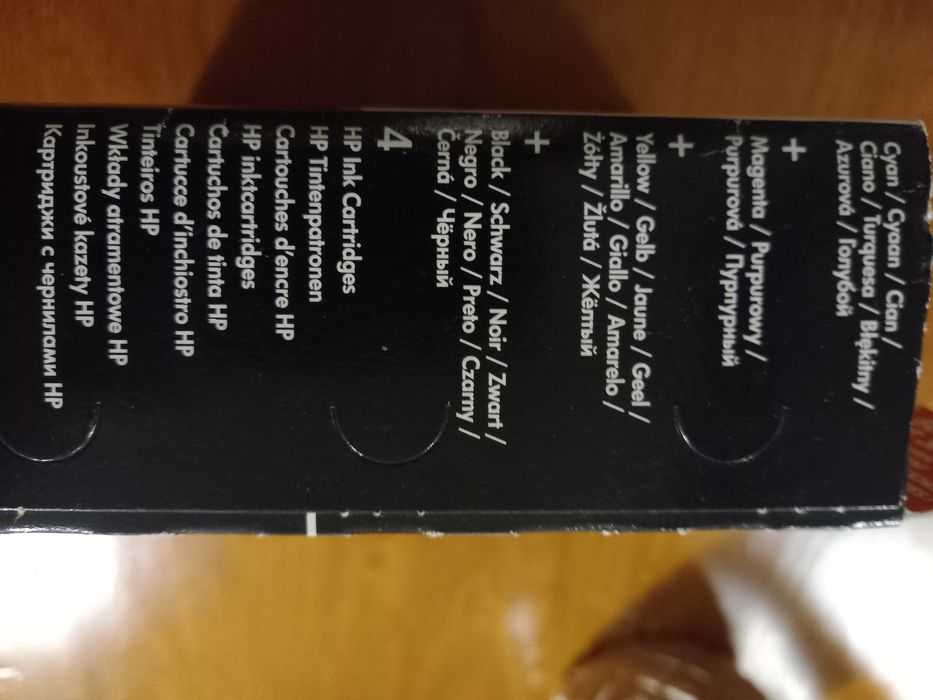 Cyan / Cyaan / Cian /
Ciano / Turquesa / Błękitny /
Azurová / Голубой
+
Magenta / Purpurowy /
Purpurová / Пурпурный
+
Yellow / Gelb / Jaune / Geel /
Amarillo / Giallo / Amarelo /
Żółty / Žlutá / Жёлтый
+
Black / Schwarz / Noir / Zwart /
Negro / Nero / Preto / Czarny /
Černá / Чёрный
4
HP Ink Cartridges
HP Tintenpatronen
Cartouches d'encre HP
HP inktcartridges
Cartuchos de tinta HP
Cartucce d'inchiostro HP
Tinteiros HP
Wkłady atramentowe HP
Inkoustové kazety HP
Картриджи с чернилами HP